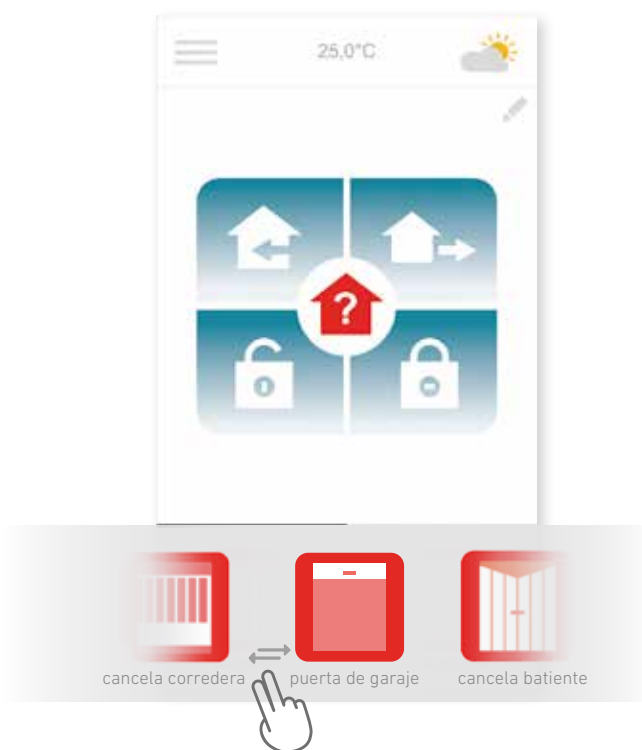 25,0°C
?
cancela corredera
puerta de garaje
cancela batiente